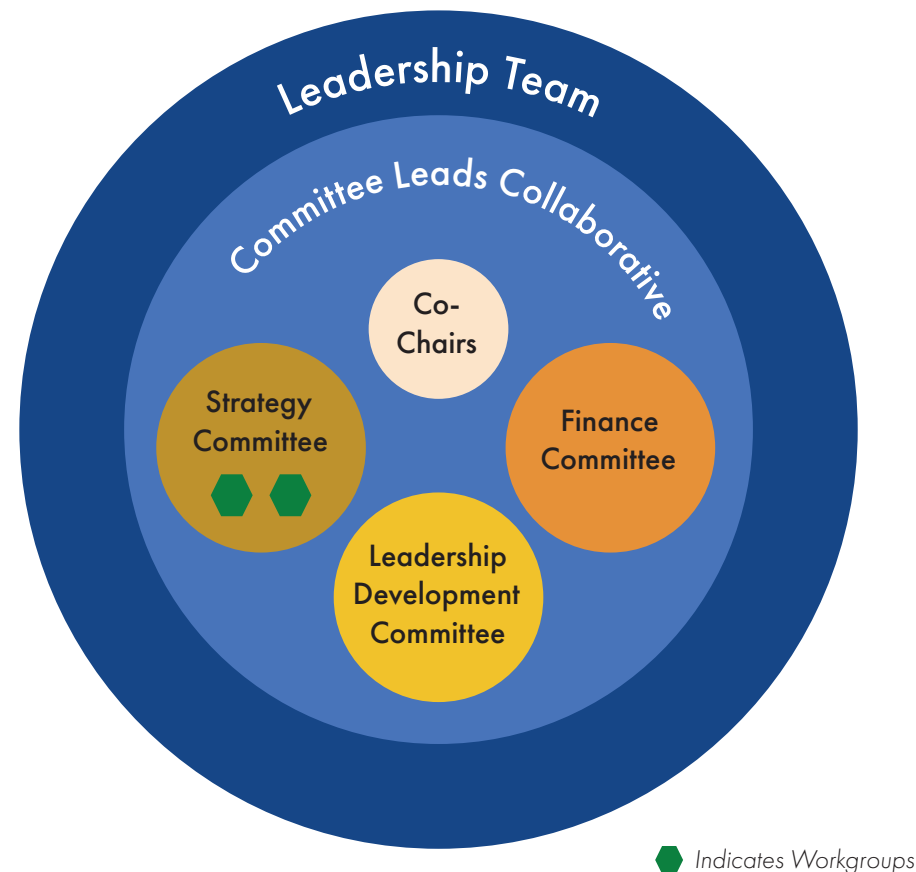 Leadership Team
Committee Leads Collaborative
Co-
Chairs
Strategy
Committee
Finance
Committee
Leadership
Development
Committee
Indicates Workgroups